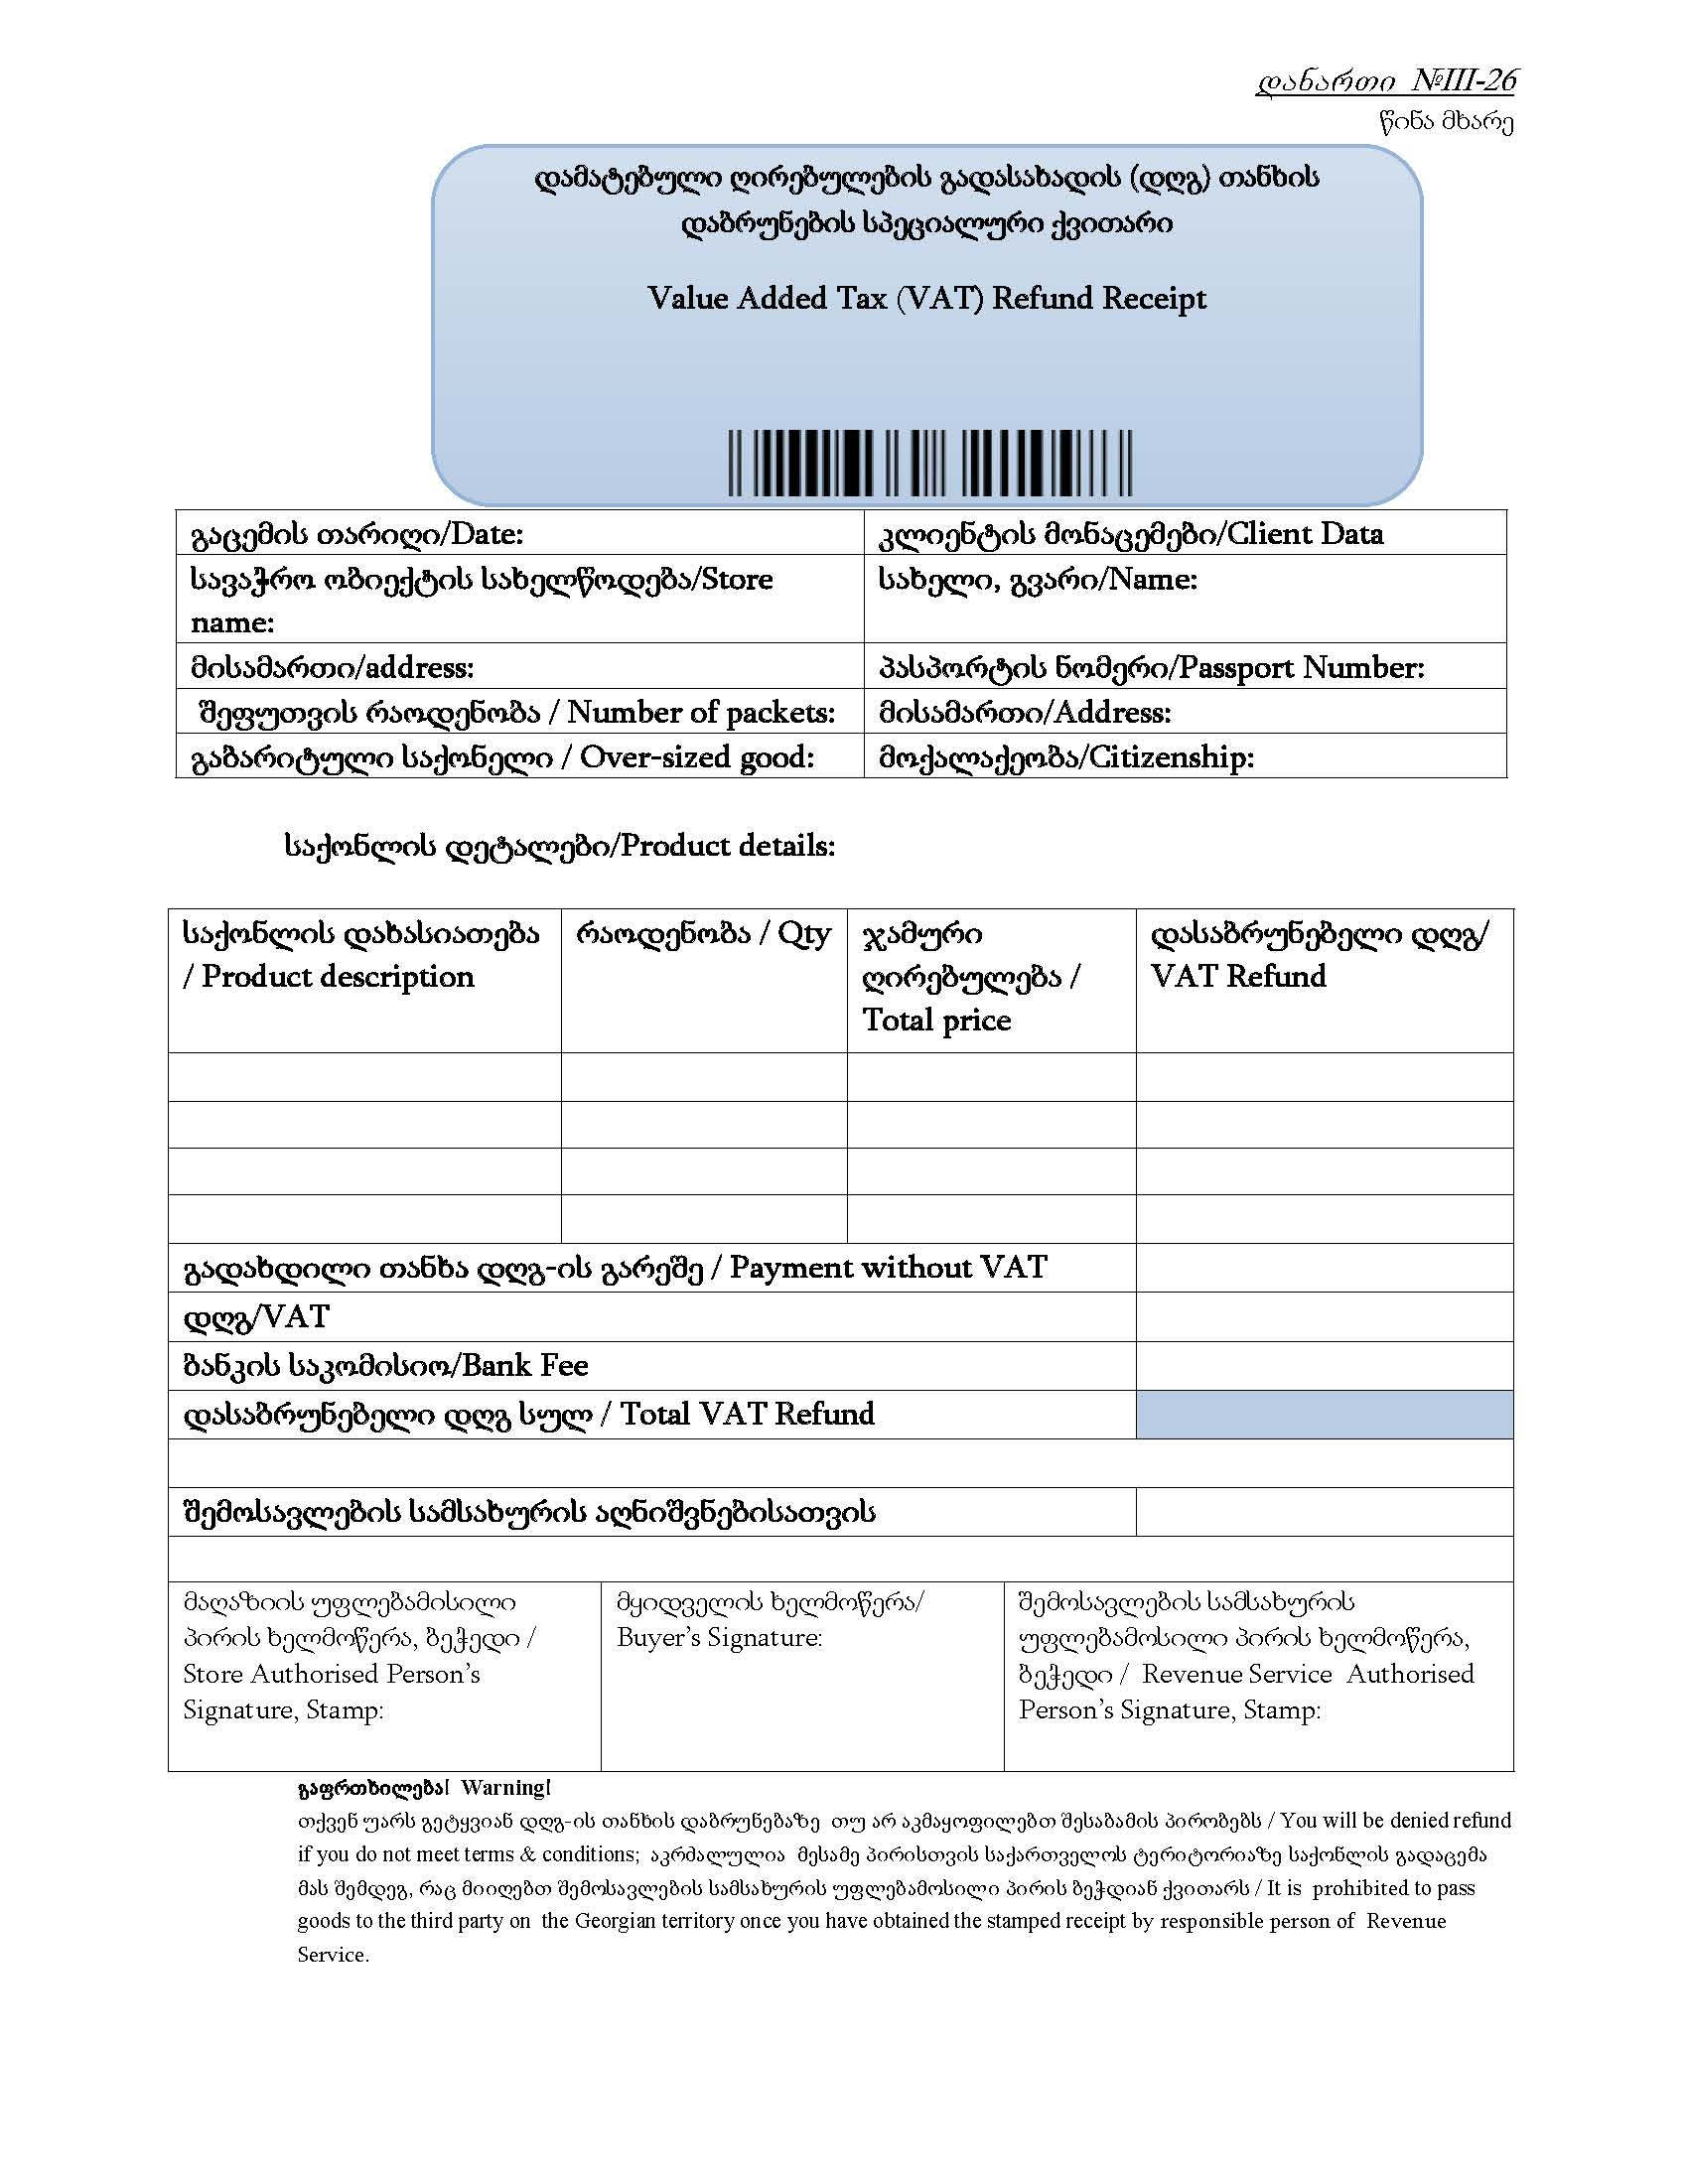 დანართი №III-26
წინა მხარე
დამატებული ღირებულების გადასახადის (დღგ) თანხის
დაბრუნების სპეციალური ქვითარი
Value Added Tax (VAT) Refund Receipt
გაცემის თარიღი/Date:
კლიენტის მონაცემები/Client Data
სავაჭრო ობიექტის სახელწოდება/Store
name:
სახელი, გვარი/Name:
მისამართი/address:
პასპორტის ნომერი/Passport Number:
შეფუთვის რაოდენობა / Number of packets:
მისამართი/Address:
გაბარიტული საქონელი / Over-sized good:
მოქალაქეობა/Citizenship:
საქონლის დეტალები/Product details:
საქონლის დახასიათება
/ Product description
რაოდენობა / Qty
ჯამური
ღირებულება /
Total price
დასაბრუნებელი დღგ/
VAT Refund
გადახდილი თანხა დღგ-ის გარეშე / Payment without VAT
დღგ/VAT
ბანკის საკომისიო/Bank Fee
დასაბრუნებელი დღგ სულ / Total VAT Refund
შემოსავლების სამსახურის აღნიშვნებისათვის
მაღაზიის უფლებამისილი
პირის ხელმოწერა, ბეჭედი /
Store Authorised Person's
Signature, Stamp:
მყიდველის ხელმოწერა/
Buyer's Signature:
შემოსავლების სამსახურის
უფლებამოსილი პირის ხელმოწერა,
ბეჭედი / Revenue Service Authorised
Person's Signature, Stamp:
გაფრთხილება! Warning!
თქვენ უარს გეტყვიან დღგ-ის თანხის დაბრუნებაზე თუ არ აკმაყოფილებთ შესაბამის პირობებს / You will be denied refund
if you do not meet terms & conditions; აკრძალულია მესამე პირისთვის საქართველოს ტერიტორიაზე საქონლის გადაცემა
მას შემდეგ, რაც მიიღებთ შემოსავლების სამსახურის უფლებამოსილი პირის ბეჭდიან ქვითარს / It is prohibited to pass
goods to the third party on the Georgian territory once you have obtained the stamped receipt by responsible person of Revenue
Service.